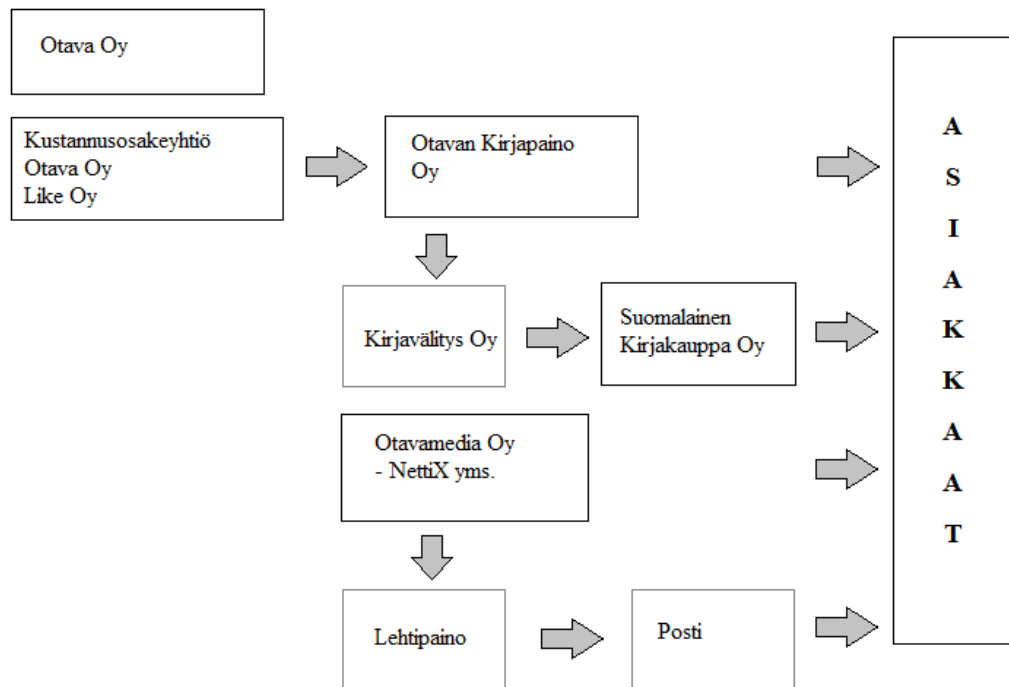 Otava Oy
Kustannusosakeyhtiö
Otava Oy
Like Oy
Otavan Kirjapaino
Oy
Kirjavälitys Oy
Suomalainen
Kirjakauppa Oy
Otavamedia Oy
- NettiX yms.
Lehtipaino
Posti
A
S
I
A
K
K
A
A
T